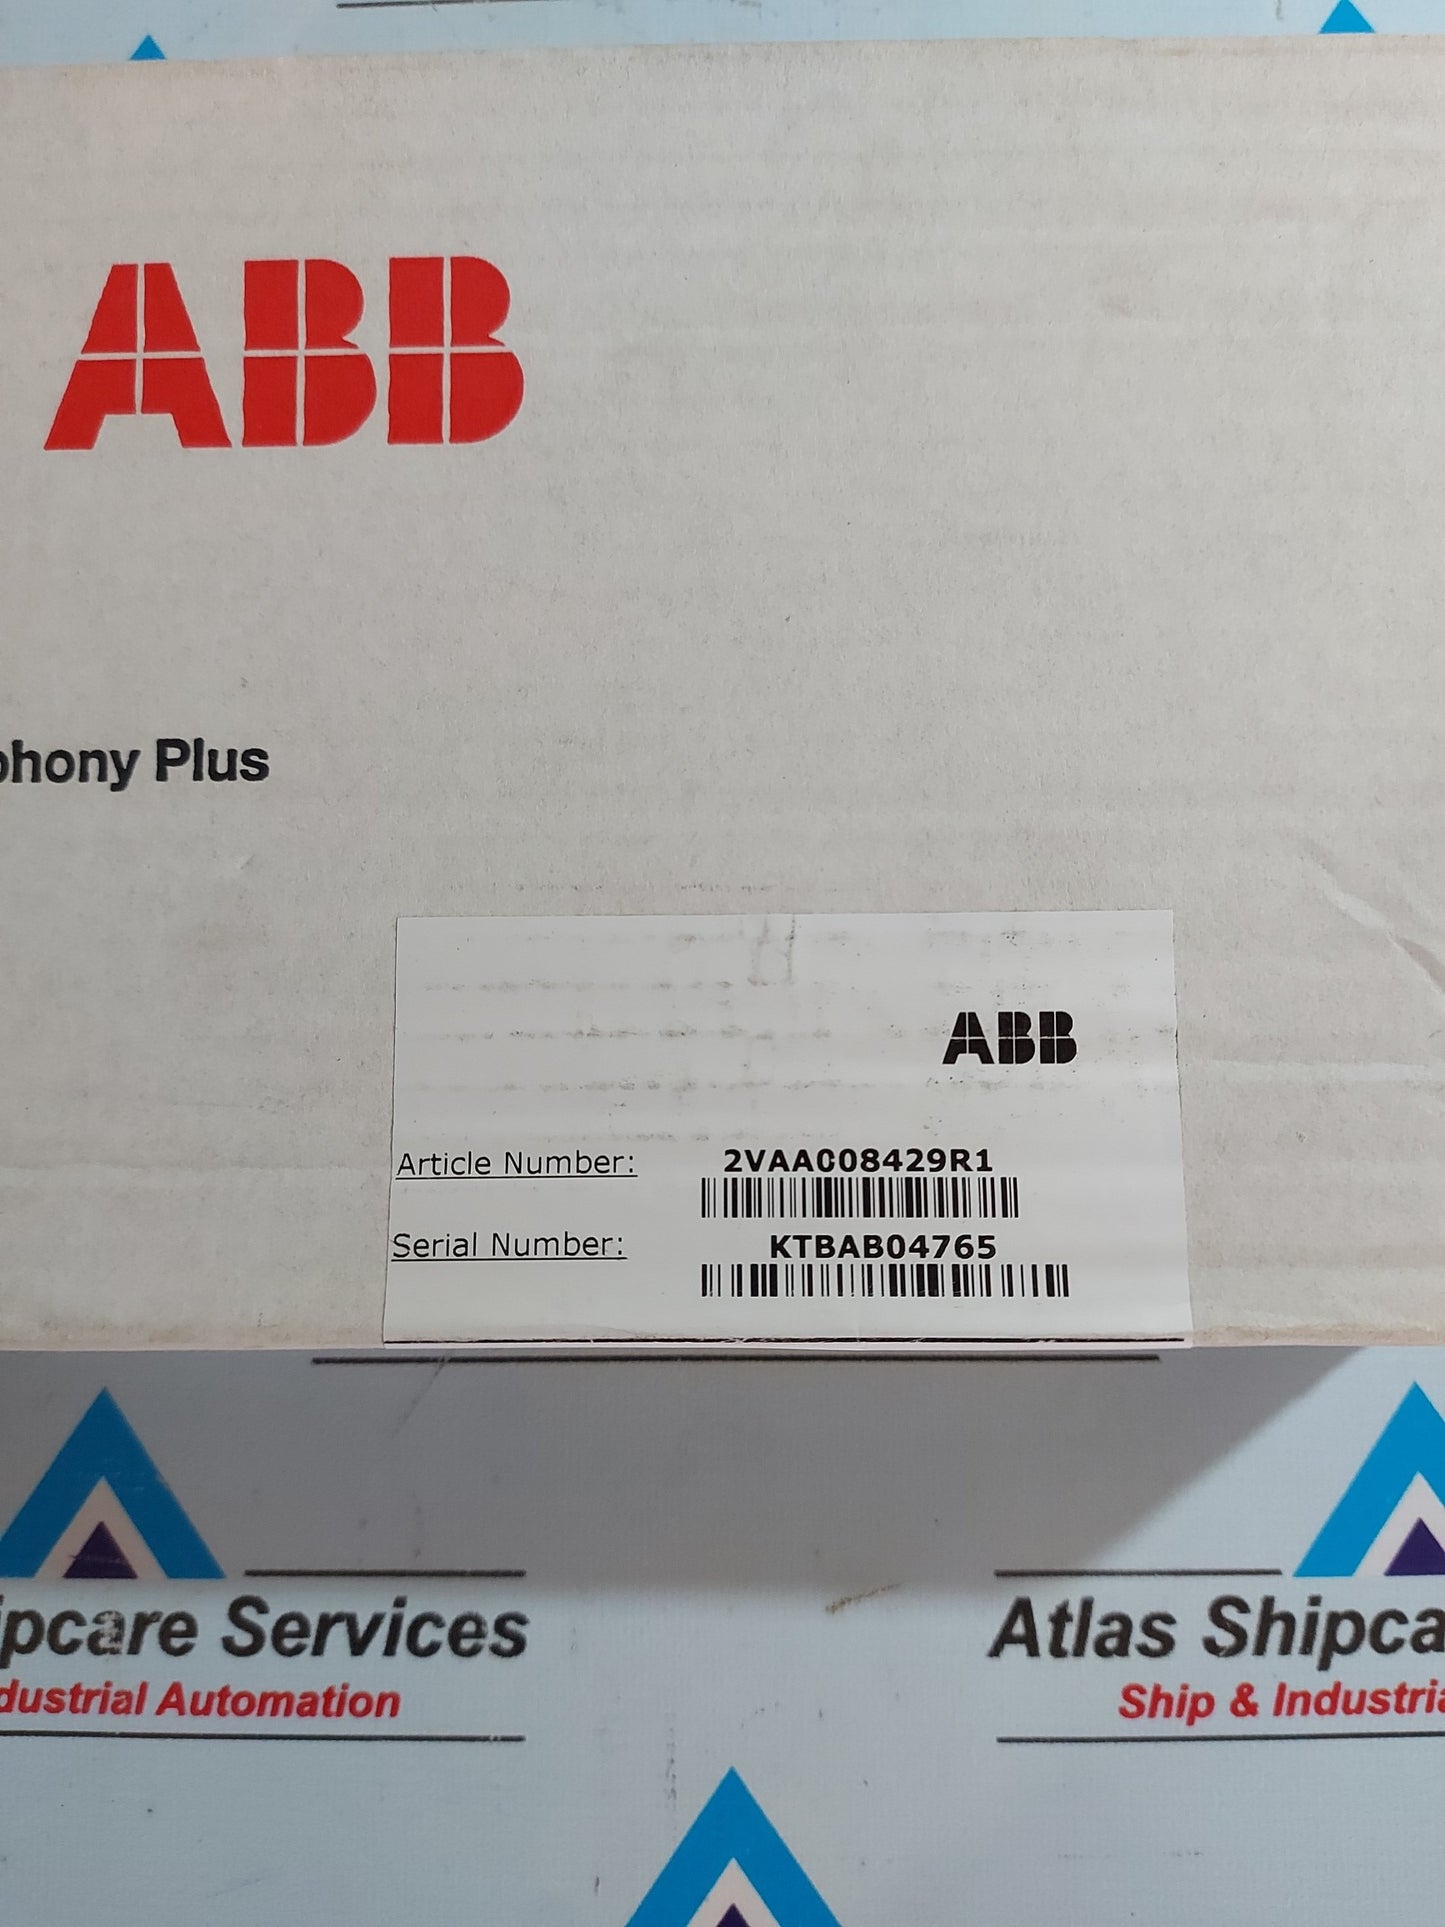 ABB
phony Plus
ABB
Article Number: 2VAA008429R1
Serial Number: KTBAB04765
ipcare Services
dustrial Automation
Atlas Shipca
Ship & Industria